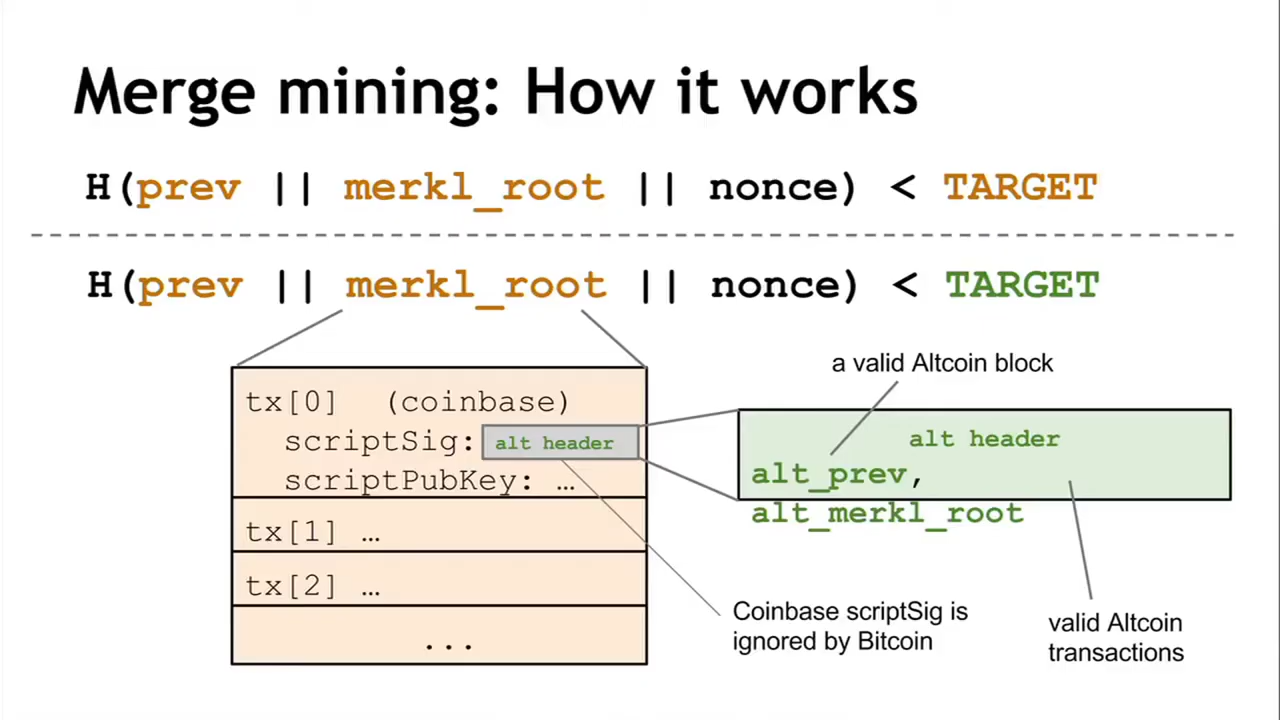 Merge mining: How it works
H(prev || merkl_root || nonce) < TARGET
H(prev || merkl_root || nonce) < TARGET
tx[0] (coinbase)
scriptSig: alt header
scriptPubKey: …
tx[1] …
tx[2] …
...
a valid Altcoin block
alt header
alt_prev,
alt_merkl_root
Coinbase scriptSig is
ignored by Bitcoin
valid Altcoin
transactions